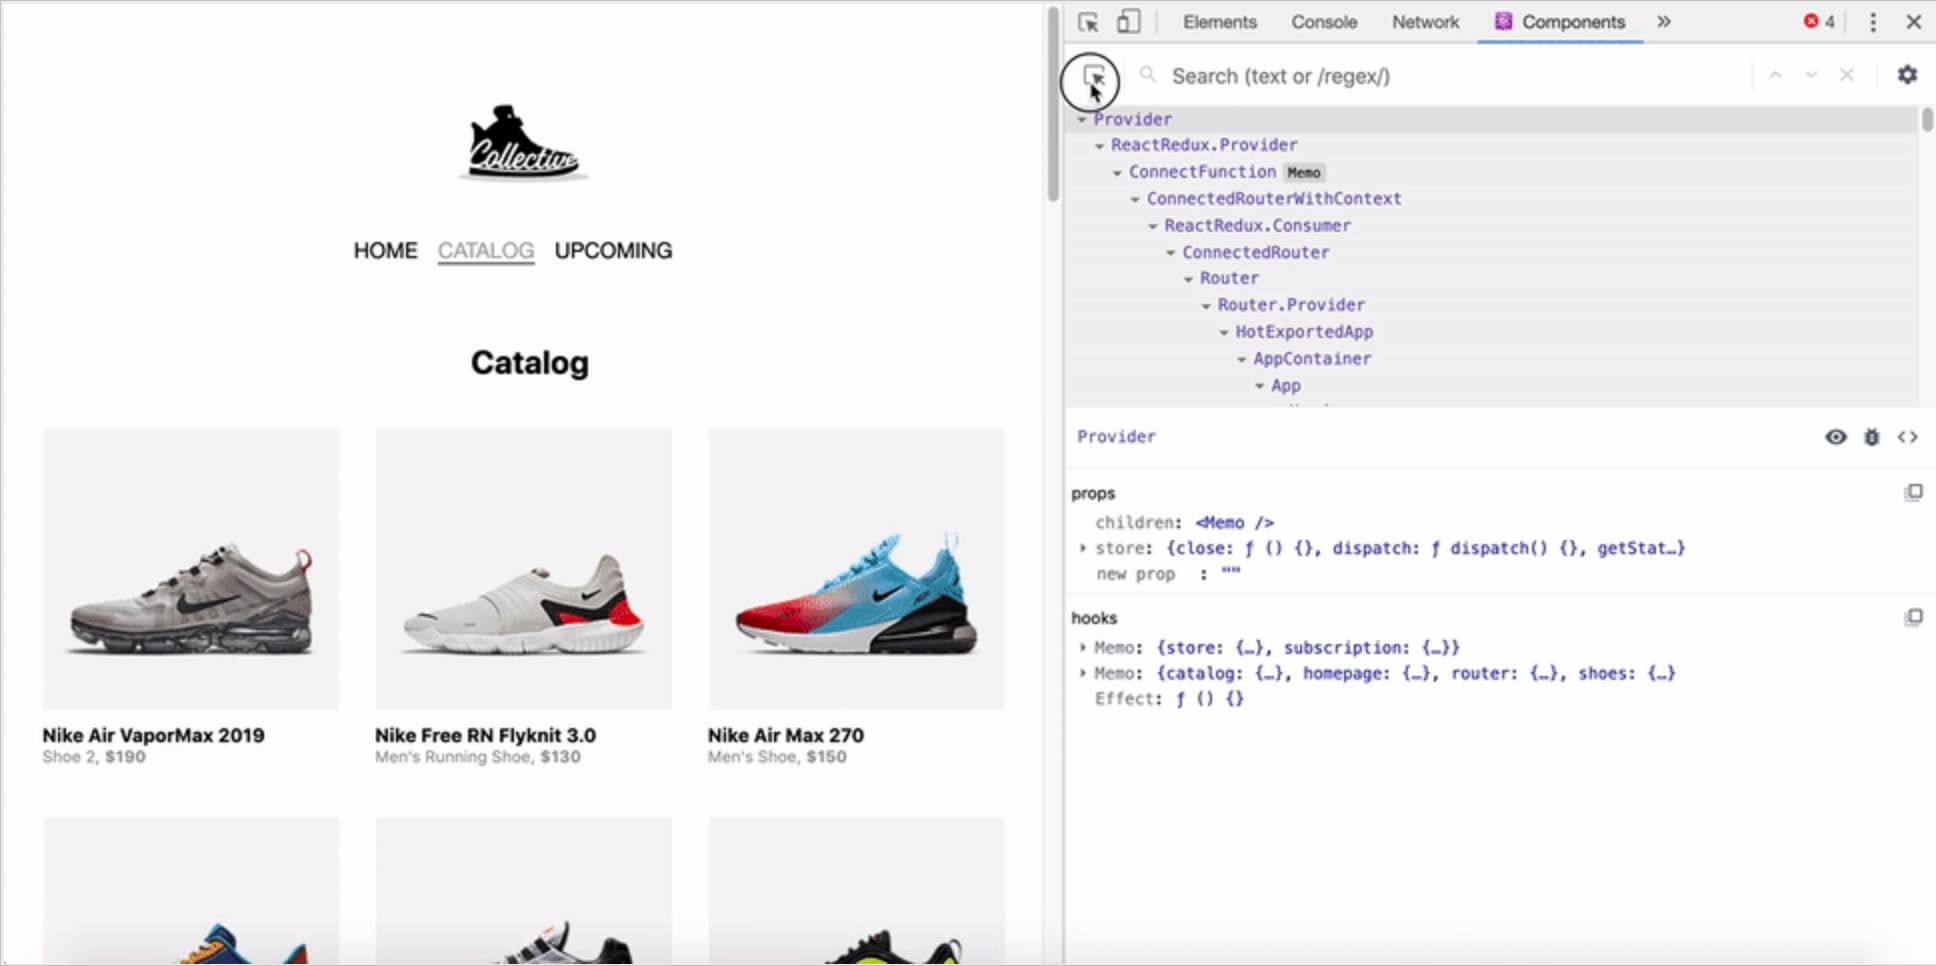 Collective
HOME CATALOG UPCOMING
Catalog
Nike Air VaporMax 2019
Shoe 2, $190
Nike Free RN Flyknit 3.0
Men's Running Shoe, $130
Nike Air Max 270
Men's Shoe, $150
Elements Console Network Components » 4
Search (text or /regex/)
Provider
ReactRedux.Provider
ConnectFunction Memo
ConnectedRouterWithContext
ReactRedux.Consumer
ConnectedRouter
Router
Router.Provider
HotExportedApp
AppContainer
App
Provider
props
children: <Memo />
store: {close: ƒ () {}, dispatch: ƒ dispatch() {}, getStat…}
new prop : ""
hooks
Memo: {store: {…}, subscription: {…}}
Memo: {catalog: {…}, homepage: {…}, router: {…}, shoes: {…}
Effect: ƒ () {}